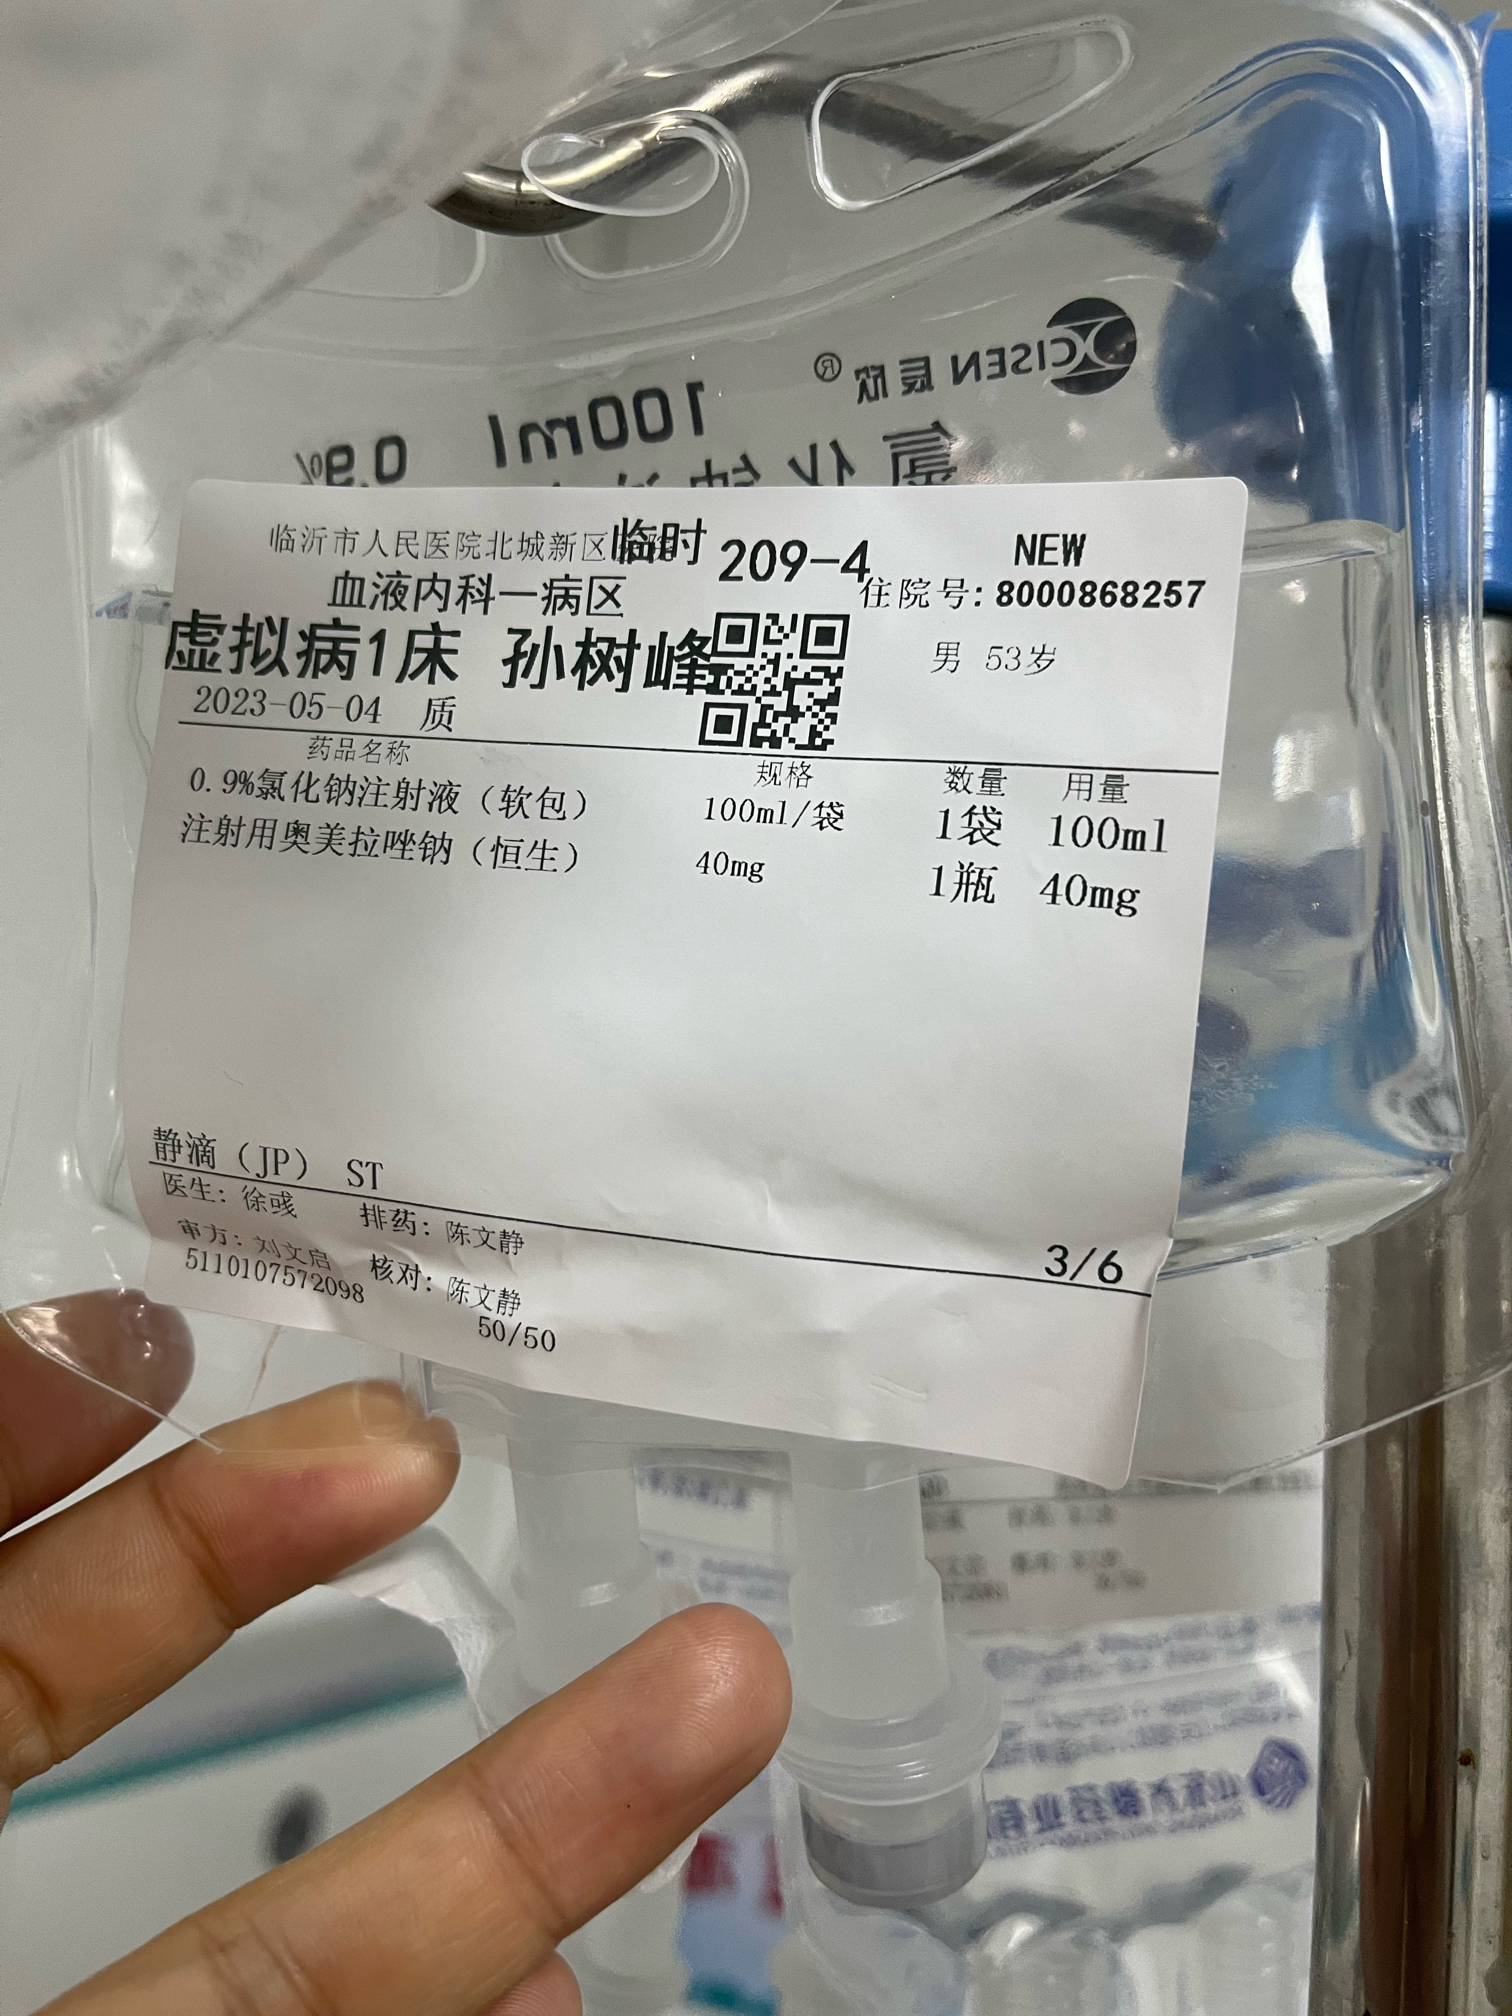 CISEN 辰欣®
100ml 0.9%
临沂市人民医院北城新区 临时 209-4 NEW
血液内科一病区 住院号: 8000868257
虚拟病1床 孙树峰 男 53岁
2023-05-04 质
药品名称 规格 数量 用量
0.9%氯化钠注射液（软包） 100ml/袋 1袋 100ml
注射用奥美拉唑钠（恒生） 40mg 1瓶 40mg
静滴（JP） ST
医生: 徐彧 排药: 陈文静
3/6
审方: 刘文启 核对: 陈文静
5110107572098 50/50